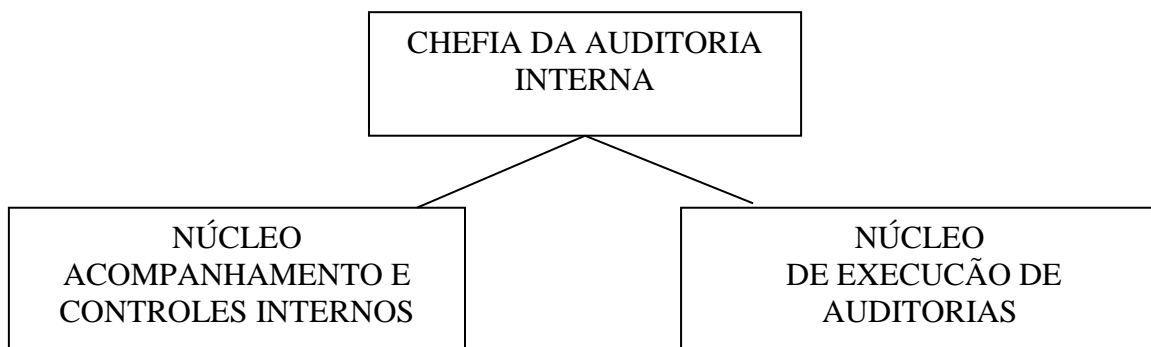 CHEFIA DA AUDITORIA
INTERNA
NÚCLEO
ACOMPANHAMENTO E
CONTROLES INTERNOS
NÚCLEO
DE EXECUCÃO DE
AUDITORIAS